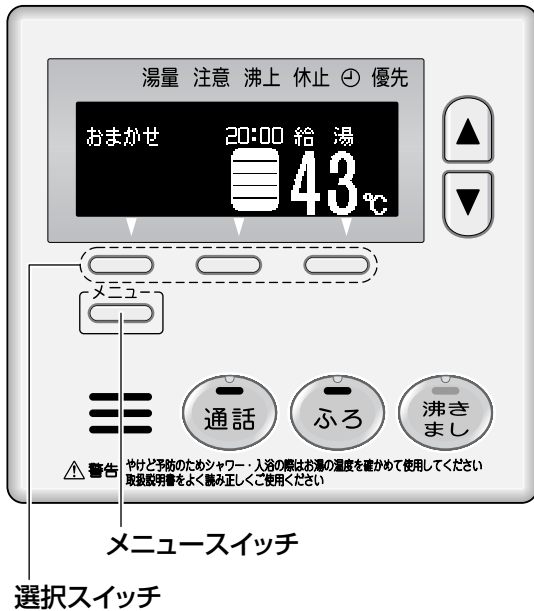 湯量 注意 沸上 休止 優先
おまかせ 20:00 給 湯
43℃
メニュー
通話 ふろ 沸き
まし
警告 やけど予防のためシャワー・入浴の際はお湯の温度を確かめて使用してください
取扱説明書をよく読み正しくご使用ください
メニュースイッチ
選択スイッチ